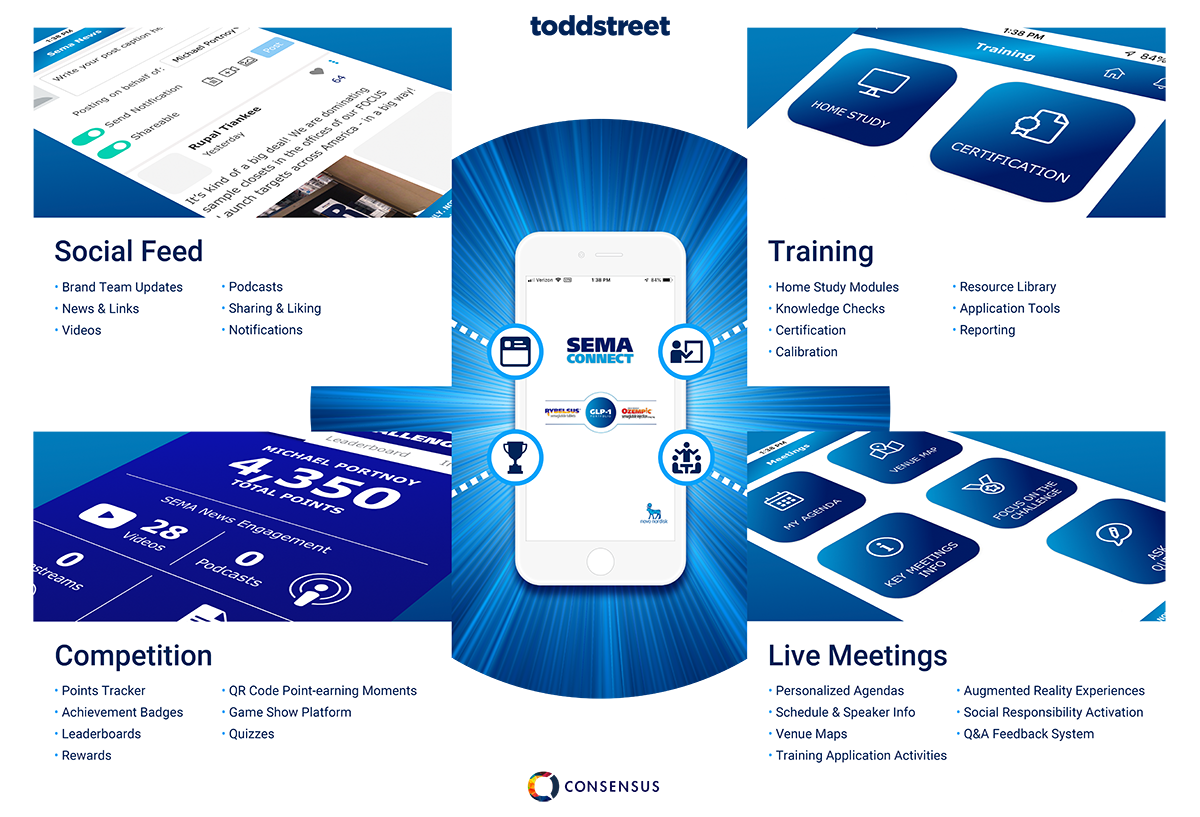 toddstreet
1:38 PM
Sema News
Write your post caption he
Posting on behalf of:
Michael Portnoy
Post
Send Notification
Shareable
64
Rupal Tiankee
Yesterday
It's kind of a big deal! We are dominating
sample closets in the offices of our FOCUS
Launch targets across America - in a big way!
1:38 PM
84%
Training
HOME STUDY
CERTIFICATION
Social Feed
• Brand Team Updates
• News & Links
• Videos
• Podcasts
• Sharing & Liking
• Notifications
Training
• Home Study Modules
• Knowledge Checks
• Certification
• Calibration
• Resource Library
• Application Tools
• Reporting
Verizon
1:38 PM
84%
SEMA
CONNECT
RYBELSUS
semaglutide tablets
GLP-1
PORTFOLIO
OZEMPIC
semaglutide injection
novo nordisk
ALLENG
Leaderboard
MICHAEL PORTNOY
4,350
TOTAL POINTS
SEMA News Engagement
28
Videos
0
Podcasts
0
streams
1:38 PM
Meetings
VENUE MAP
MY AGENDA
FOCUS ON THE
CHALLENGE
KEY MEETINGS
INFO
ASK
QU
Competition
• Points Tracker
• Achievement Badges
• Leaderboards
• Rewards
• QR Code Point-earning Moments
• Game Show Platform
• Quizzes
Live Meetings
• Personalized Agendas
• Schedule & Speaker Info
• Venue Maps
• Training Application Activities
• Augmented Reality Experiences
• Social Responsibility Activation
• Q&A Feedback System
CONSENSUS